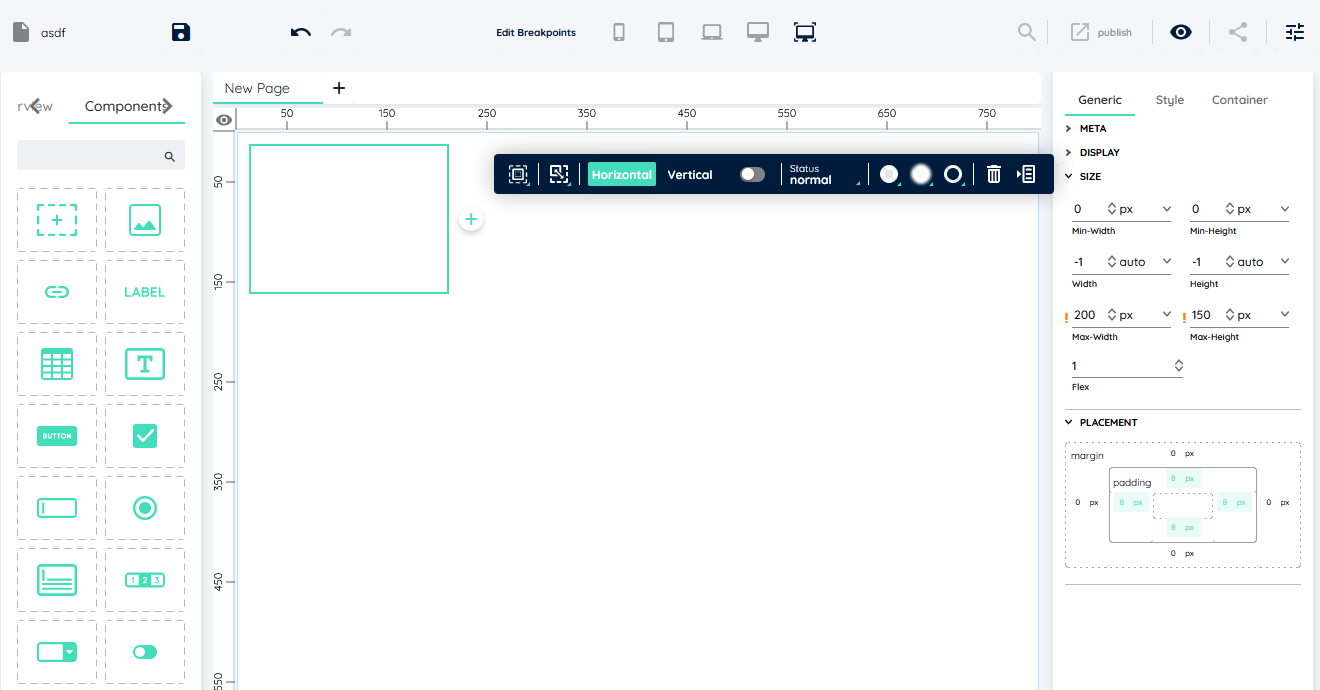 asdf
Edit Breakpoints
publish
rview
Components
LABEL
T
BUTTON
1 2 3
New Page
50 150 250 350 450 550 650 750
50
150
250
350
450
550
Horizontal Vertical
Status
normal
Generic Style Container
META
DISPLAY
SIZE
0 px 0 px
Min-Width Min-Height
-1 auto -1 auto
Width Height
! 200 px ! 150 px
Max-Width Max-Height
1
Flex
PLACEMENT
margin 0 px
padding 8 px
0 px 8 px 8 px 0 px
8 px
0 px